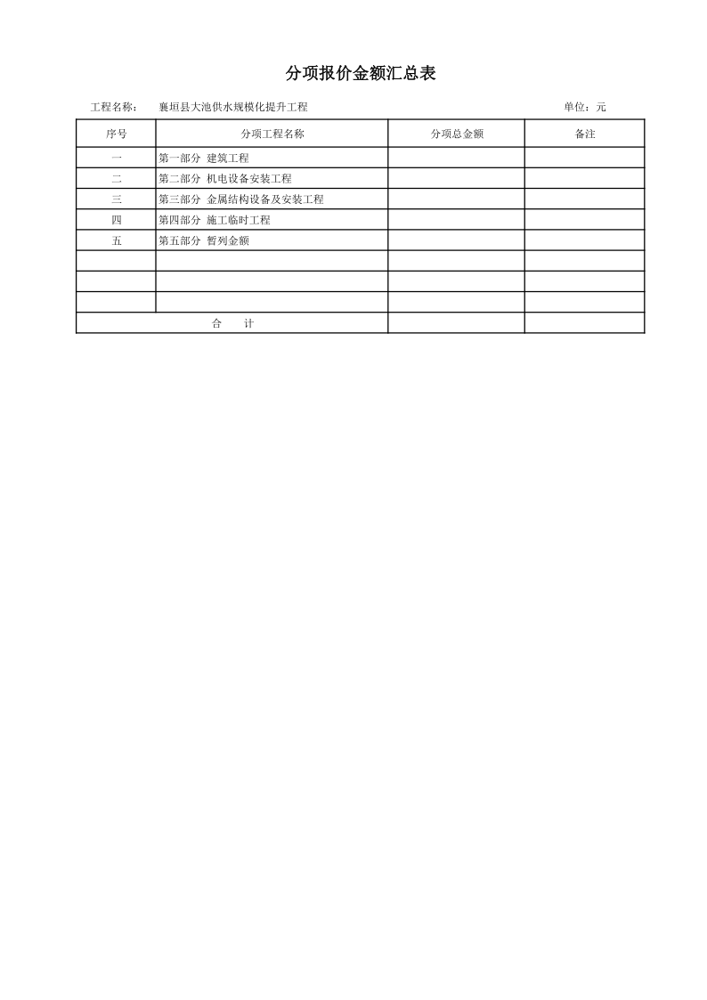 分项报价金额汇总表
工程名称： 襄垣县大池供水规模化提升工程 单位：元
序号 分项工程名称 分项总金额 备注
一 第一部分 建筑工程
二 第二部分 机电设备安装工程
三 第三部分 金属结构设备及安装工程
四 第四部分 施工临时工程
五 第五部分 暂列金额
合 计